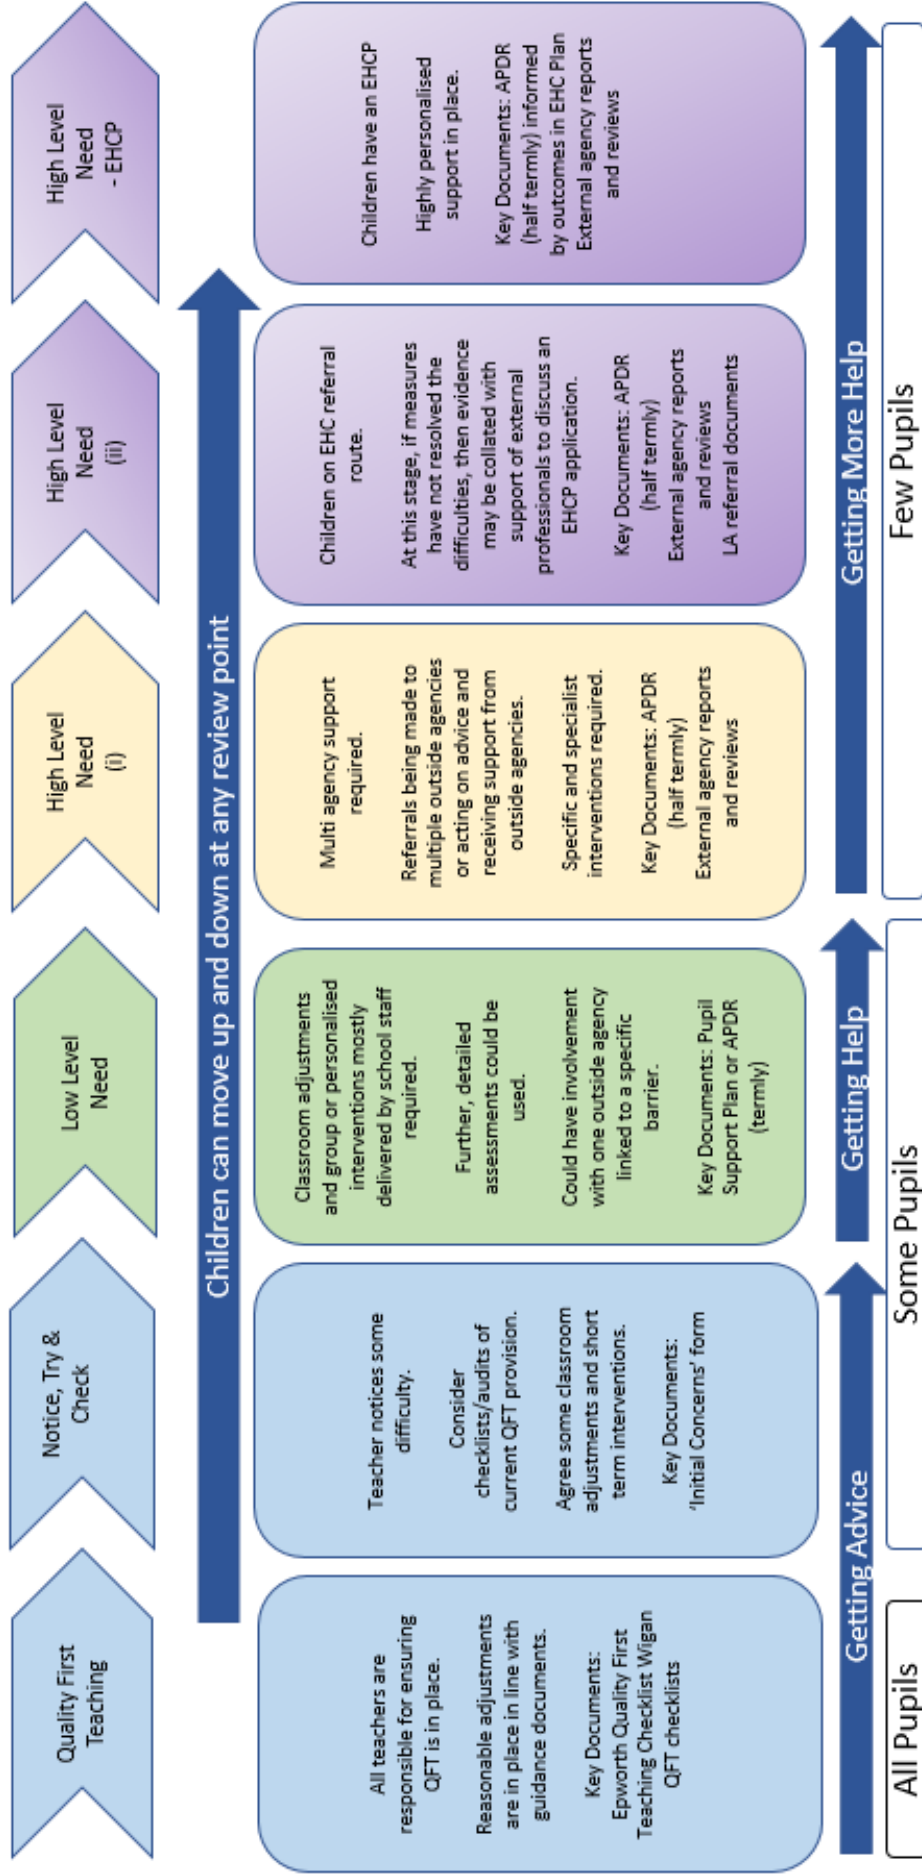 Quality First
Teaching
Notice, Try &
Check
Low Level
Need
High Level
Need
(i)
High Level
Need
(ii)
High Level
Need
- EHCP
Children can move up and down at any review point
All teachers are
responsible for ensuring
QFT is in place.
Reasonable adjustments
are in place in line with
guidance documents.
Key Documents:
Epworth Quality First
Teaching Checklist Wigan
QFT checklists
Teacher notices some
difficulty.
Consider
checklists/audits of
current QFT provision.
Agree some classroom
adjustments and short
term interventions.
Key Documents:
‘Initial Concerns’ form
Classroom adjustments
and group or personalised
interventions mostly
delivered by school staff
required.
Further, detailed
assessments could be
used.
Could have involvement
with one outside agency
linked to a specific
barrier.
Key Documents: Pupil
Support Plan or APDR
(termly)
Multi agency support
required.
Referrals being made to
multiple outside agencies
or acting on advice and
receiving support from
outside agencies.
Specific and specialist
interventions required.
Key Documents: APDR
(half termly)
External agency reports
and reviews
Children on EHC referral
route.
At this stage, if measures
have not resolved the
difficulties, then evidence
may be collated with
support of external
professionals to discuss an
EHCP application.
Key Documents: APDR
(half termly)
External agency reports
and reviews
LA referral documents
Children have an EHCP
Highly personalised
support in place.
Key Documents: APDR
(half termly) informed
by outcomes in EHC Plan
External agency reports
and reviews
Getting Advice
Getting Help
Getting More Help
All Pupils
Some Pupils
Few Pupils